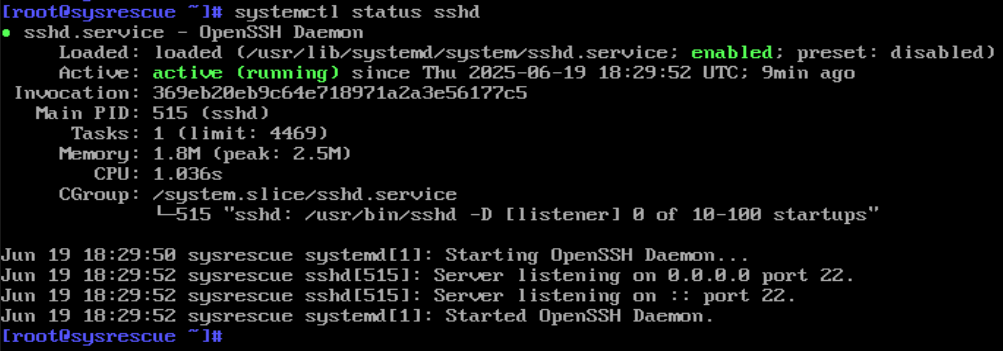 [root@sysrescue ~]# systemctl status sshd
● sshd.service - OpenSSH Daemon
     Loaded: loaded (/usr/lib/systemd/system/sshd.service; enabled; preset: disabled)
     Active: active (running) since Thu 2025-06-19 18:29:52 UTC; 9min ago
 Invocation: 369eb20eb9c64e718971a2a3e56177c5
   Main PID: 515 (sshd)
      Tasks: 1 (limit: 4469)
     Memory: 1.8M (peak: 2.5M)
        CPU: 1.036s
     CGroup: /system.slice/sshd.service
             └─515 "sshd: /usr/bin/sshd -D [listener] 0 of 10-100 startups"

Jun 19 18:29:50 sysrescue systemd[1]: Starting OpenSSH Daemon...
Jun 19 18:29:52 sysrescue sshd[515]: Server listening on 0.0.0.0 port 22.
Jun 19 18:29:52 sysrescue sshd[515]: Server listening on :: port 22.
Jun 19 18:29:52 sysrescue systemd[1]: Started OpenSSH Daemon.
[root@sysrescue ~]#